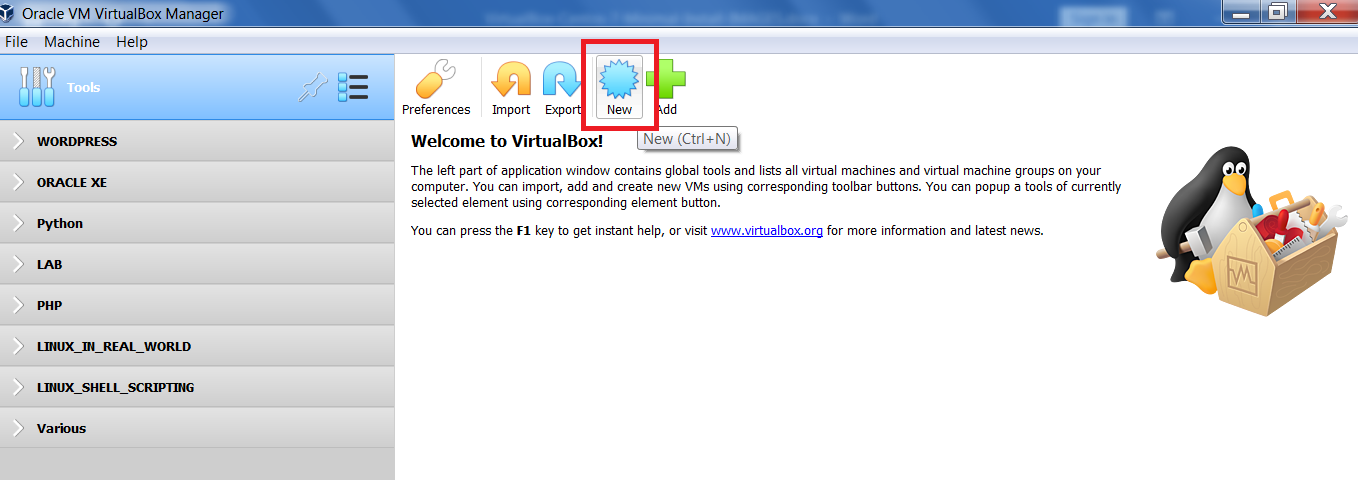 Oracle VM VirtualBox Manager
File Machine Help
Tools
Preferences Import Export New Add
New (Ctrl+N)
WORDPRESS
ORACLE XE
Python
LAB
PHP
LINUX_IN_REAL_WORLD
LINUX_SHELL_SCRIPTING
Various
Welcome to VirtualBox!
The left part of application window contains global tools and lists all virtual machines and virtual machine groups on your
computer. You can import, add and create new VMs using corresponding toolbar buttons. You can popup a tools of currently
selected element using corresponding element button.
You can press the F1 key to get instant help, or visit www.virtualbox.org for more information and latest news.